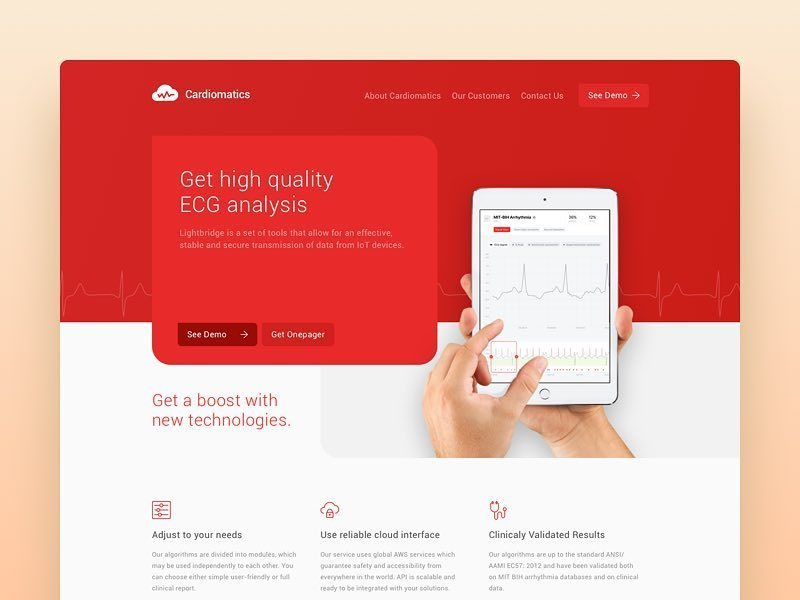 Cardiomatics
About Cardiomatics
Our Customers
Contact Us
See Demo
Get high quality
ECG analysis
Lightbridge is a set of tools that allow for an effective,
stable and secure transmission of data from IoT devices.
See Demo
Get Onepager
MIT-BIH Arrhythmia
36%
12%
Get a boost with
new technologies.
Adjust to your needs
Our algorithms are divided into modules, which
may be used independently to each other. You
can choose either simple user-friendly or full
clinical report.
Use reliable cloud interface
Our service uses global AWS services which
guarantee safety and accessibility from
everywhere in the world. API is scalable and
ready to be integrated with your solutions.
Clinicaly Validated Results
Our algorithms are up to the standard ANSI/
AAMI EC57: 2012 and have been validated both
on MIT BIH arrhythmia databases and on clinical
data.